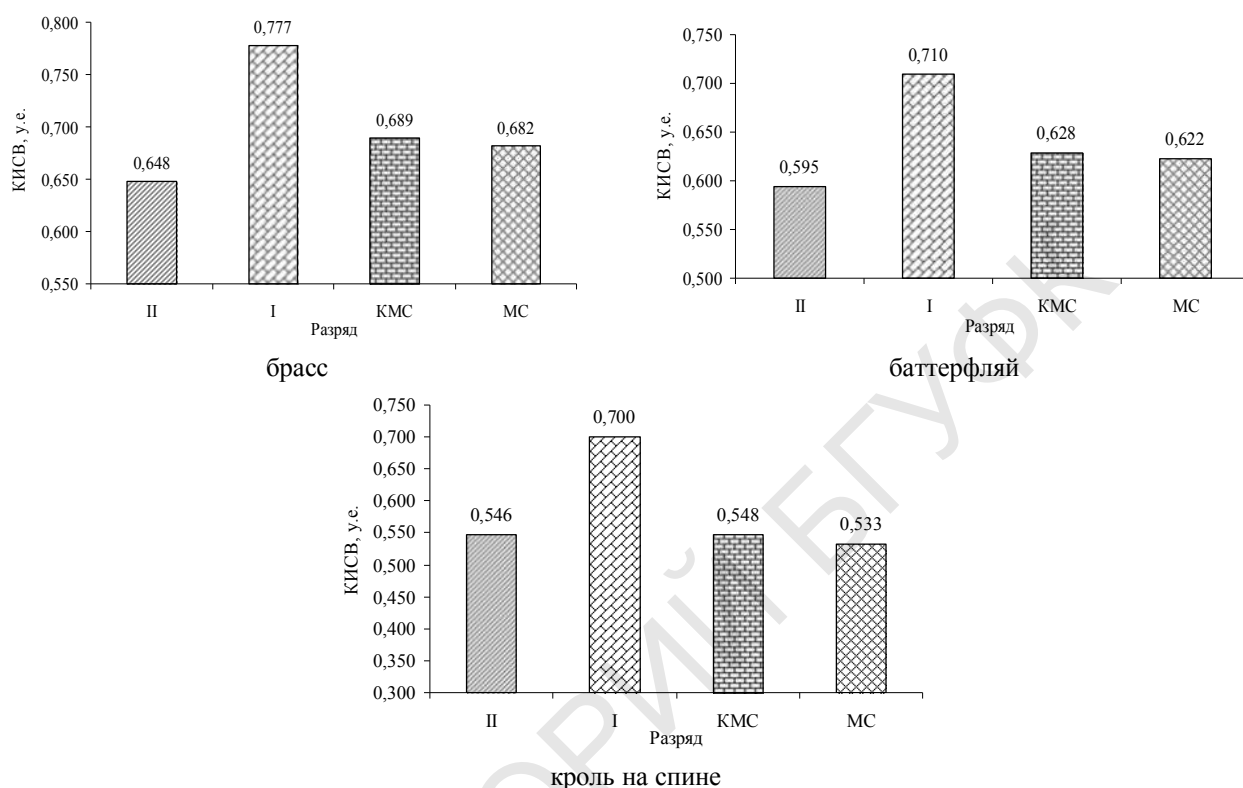 КИСВ, у.е.
0,800
0,750
0,700
0,650
0,600
0,550
0,648
0,777
0,689
0,682
II I КМС МС
Разряд
брасс
КИСВ, у.е.
0,750
0,700
0,650
0,600
0,550
0,500
0,595
0,710
0,628
0,622
II I КМС МС
Разряд
баттерфляй
КИСВ, у.е.
0,750
0,700
0,650
0,600
0,550
0,500
0,450
0,400
0,350
0,300
0,546
0,700
0,548
0,533
II I КМС МС
Разряд
кроль на спине
ОРИЙ БГУФК